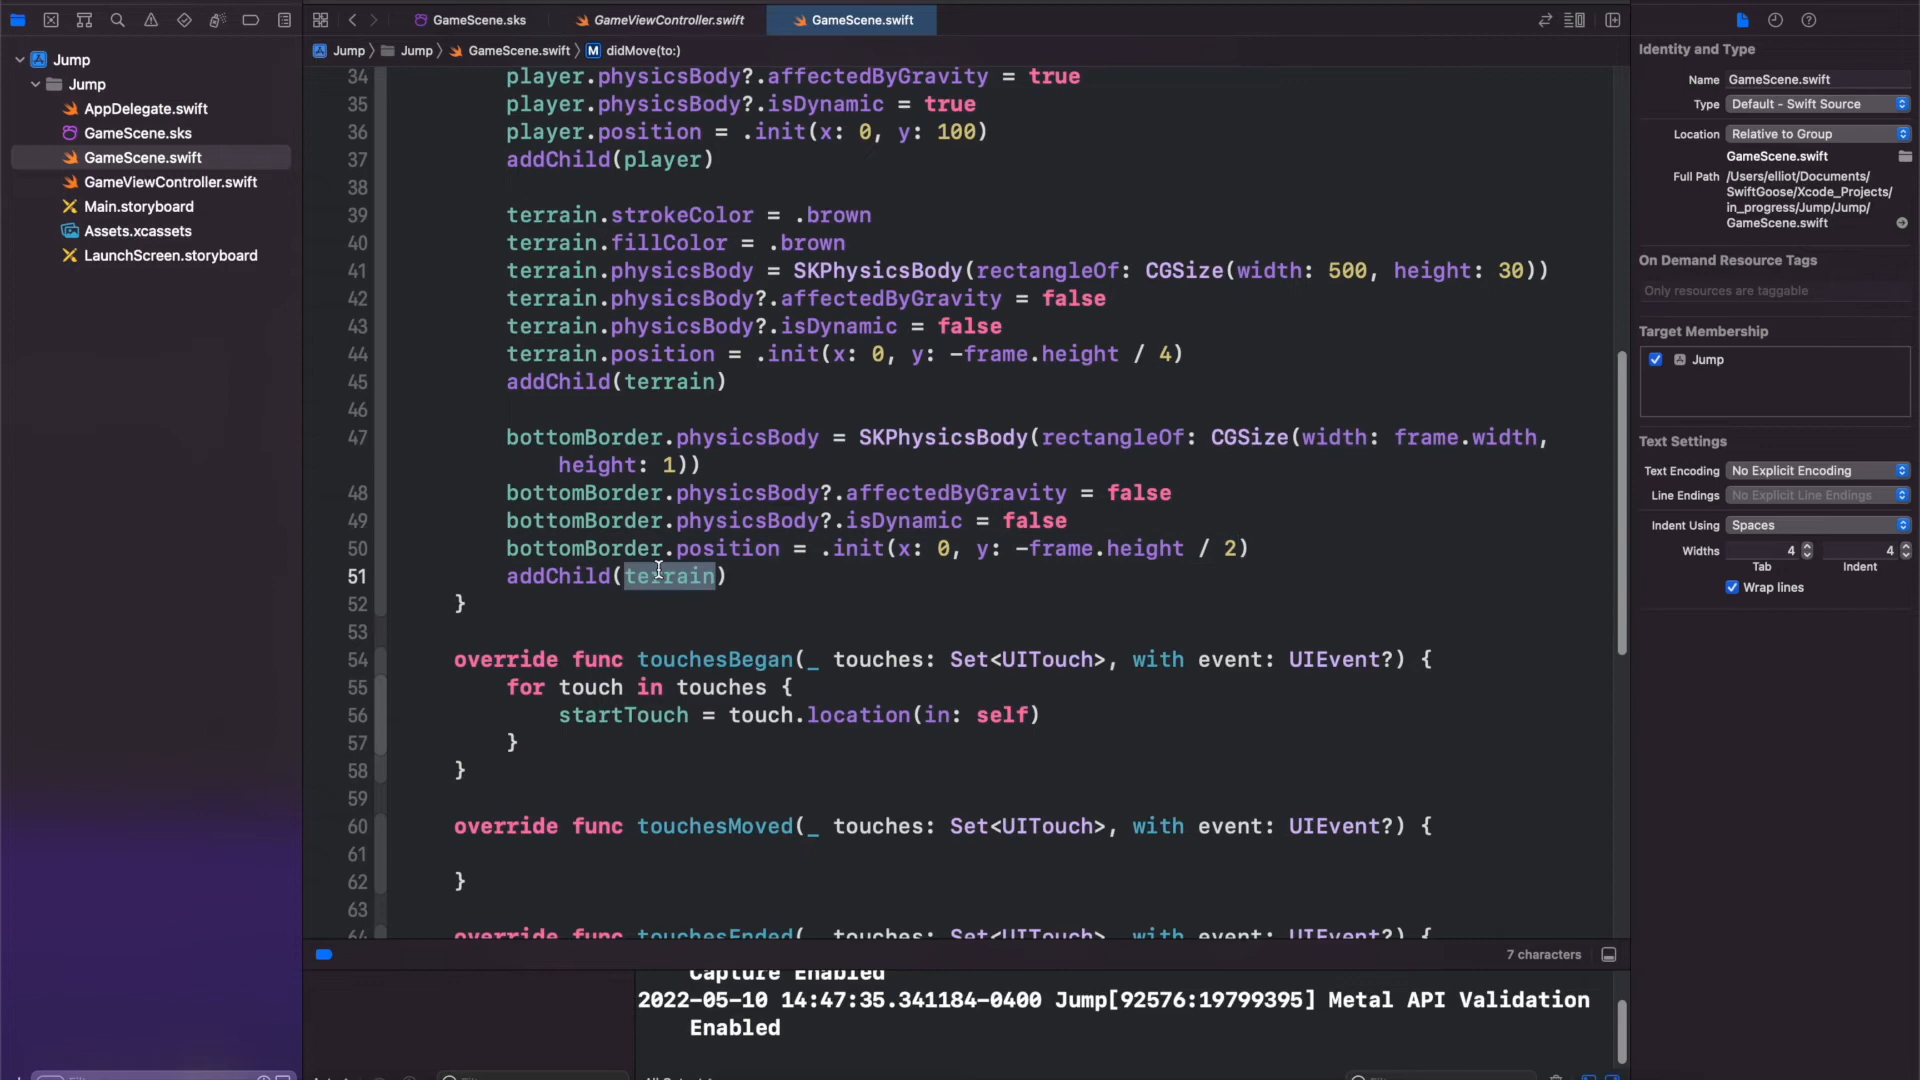 GameScene.sks
GameViewController.swift
GameScene.swift
Jump
Jump
GameScene.swift
M
didMove(to:)
Jump
Jump
AppDelegate.swift
GameScene.sks
GameScene.swift
GameViewController.swift
Main.storyboard
Assets.xcassets
LaunchScreen.storyboard
34 player.physicsBody?.affectedByGravity = true
35 player.physicsBody?.isDynamic = true
36 player.position = .init(x: 0, y: 100)
37 addChild(player)
38
39 terrain.strokeColor = .brown
40 terrain.fillColor = .brown
41 terrain.physicsBody = SKPhysicsBody(rectangleOf: CGSize(width: 500, height: 30))
42 terrain.physicsBody?.affectedByGravity = false
43 terrain.physicsBody?.isDynamic = false
44 terrain.position = .init(x: 0, y: -frame.height / 4)
45 addChild(terrain)
46
47 bottomBorder.physicsBody = SKPhysicsBody(rectangleOf: CGSize(width: frame.width,
height: 1))
48 bottomBorder.physicsBody?.affectedByGravity = false
49 bottomBorder.physicsBody?.isDynamic = false
50 bottomBorder.position = .init(x: 0, y: -frame.height / 2)
51 addChild(terrain)
52 }
53
54 override func touchesBegan(_ touches: Set<UITouch>, with event: UIEvent?) {
55 for touch in touches {
56 startTouch = touch.location(in: self)
57 }
58 }
59
60 override func touchesMoved(_ touches: Set<UITouch>, with event: UIEvent?) {
61
62 }
63
64 override func touchesEnded(_ touches: Set<UITouch>, with event: UIEvent?) {
7 characters
Capture Enabled
2022-05-10 14:47:35.341184-0400 Jump[92576:19799395] Metal API Validation
Enabled
Identity and Type
Name GameScene.swift
Type Default - Swift Source
Location Relative to Group
GameScene.swift
Full Path /Users/elliot/Documents/
SwiftGoose/Xcode_Projects/
in_progress/Jump/Jump/
GameScene.swift
On Demand Resource Tags
Only resources are taggable
Target Membership
Jump
Text Settings
Text Encoding No Explicit Encoding
Line Endings No Explicit Line Endings
Indent Using Spaces
Widths 4 4
Tab Indent
Wrap lines